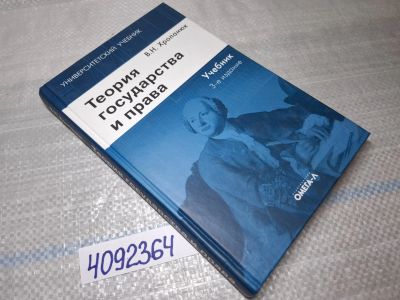 УНИВЕРСИТЕТСКИЙ УЧЕБНИК
В.Н. Хропанюк
Теория
государства
и права
Учебник
3-е издание
ОМЕГА-Л
4092364